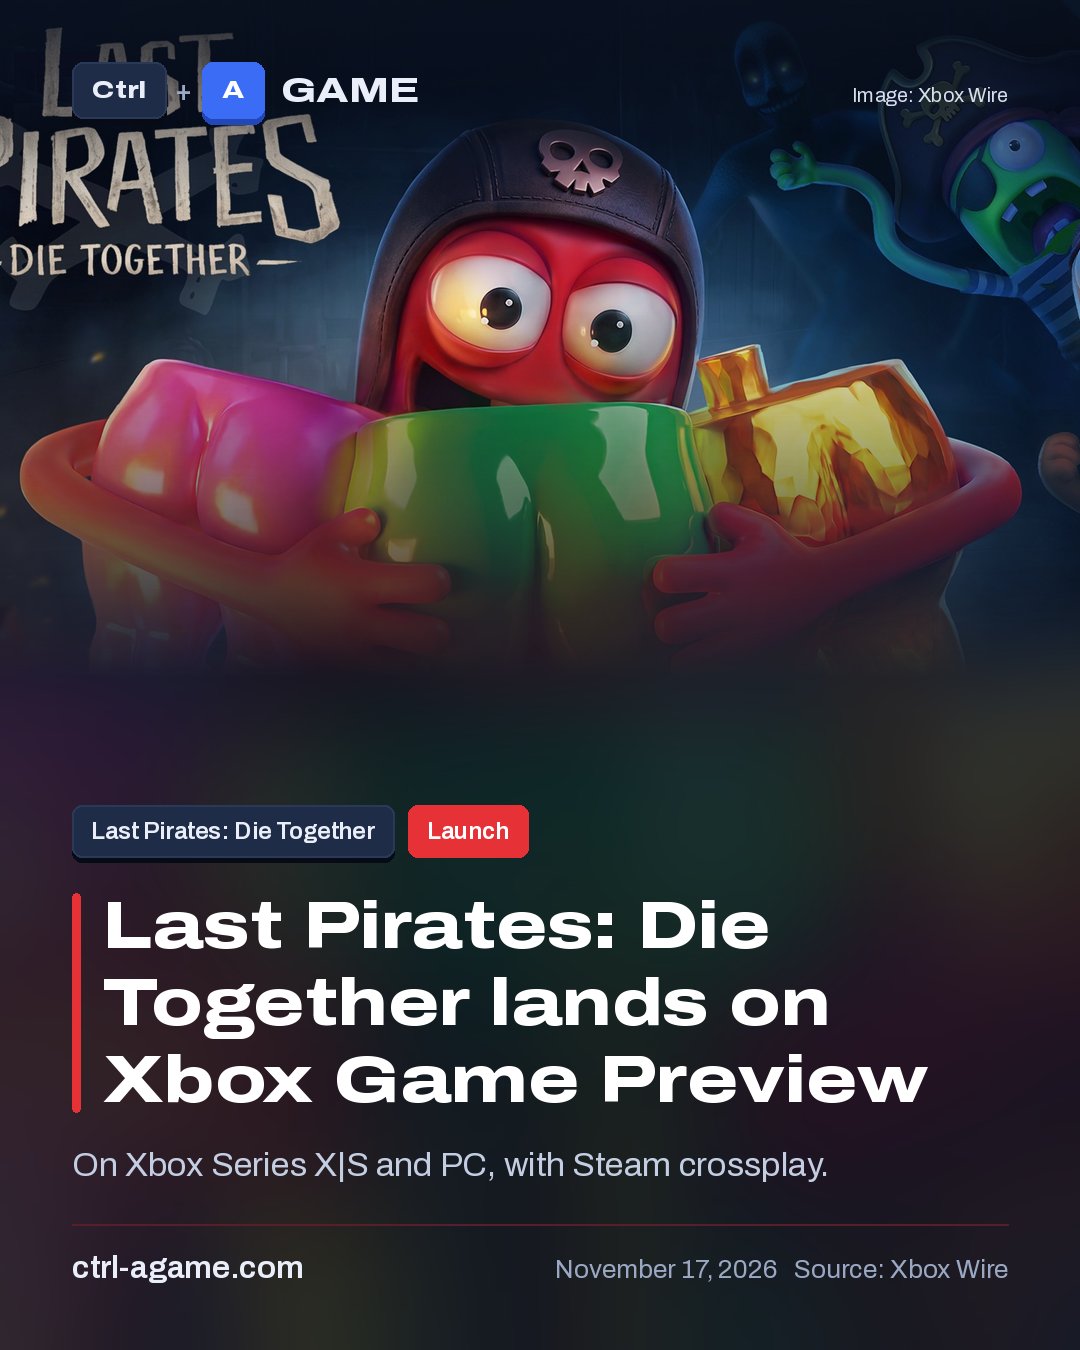 LAST
PIRATES
DIE TOGETHER
Ctrl + A GAME
Image: Xbox Wire
Last Pirates: Die Together
Launch
Last Pirates: Die
Together lands on
Xbox Game Preview
On Xbox Series X|S and PC, with Steam crossplay.
ctrl-agame.com
November 17, 2026 Source: Xbox Wire